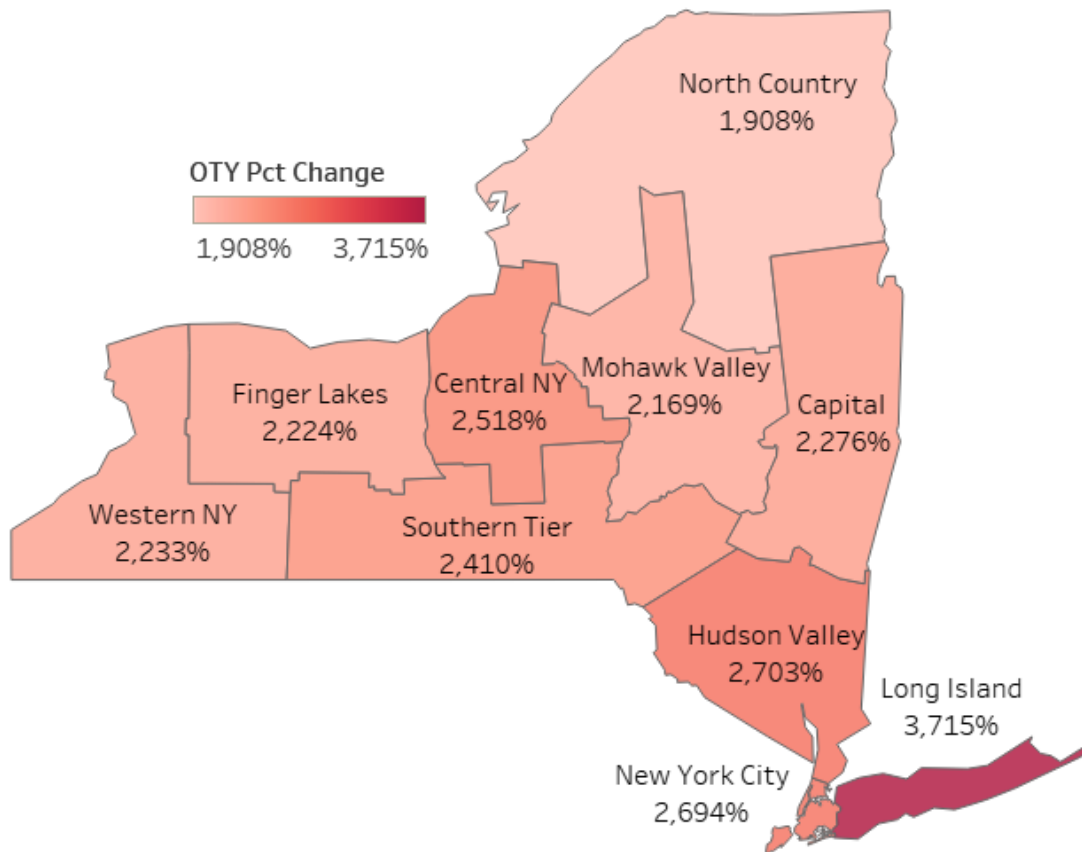 North Country
1,908%
OTY Pct Change
1,908%
3,715%
Mohawk Valley
2,169%
Central NY
2,518%
Finger Lakes
2,224%
Capital
2,276%
Western NY
2,233%
Southern Tier
2,410%
Hudson Valley
2,703%
Long Island
3,715%
New York City
2,694%